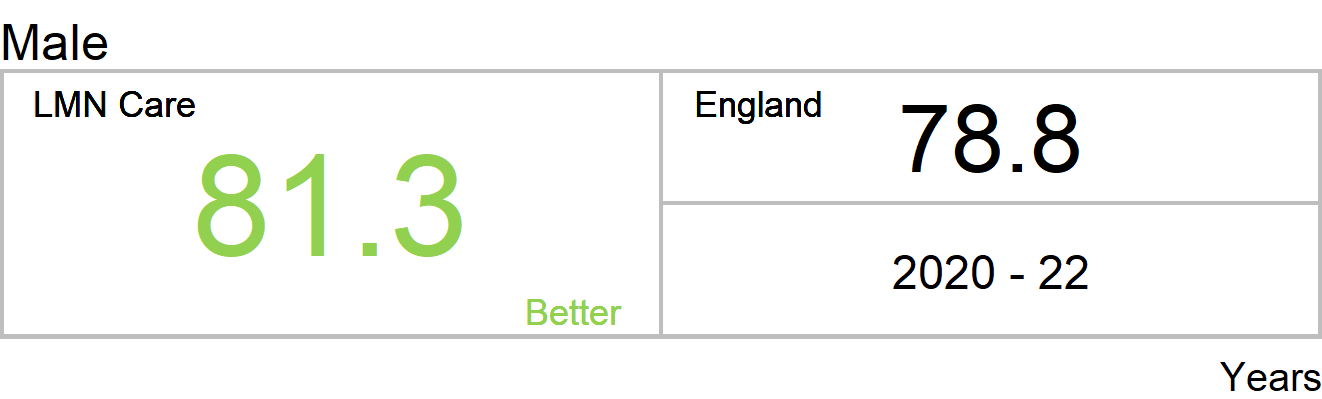 Male
LMN Care
81.3
Better
England
78.8
2020 - 22
Years